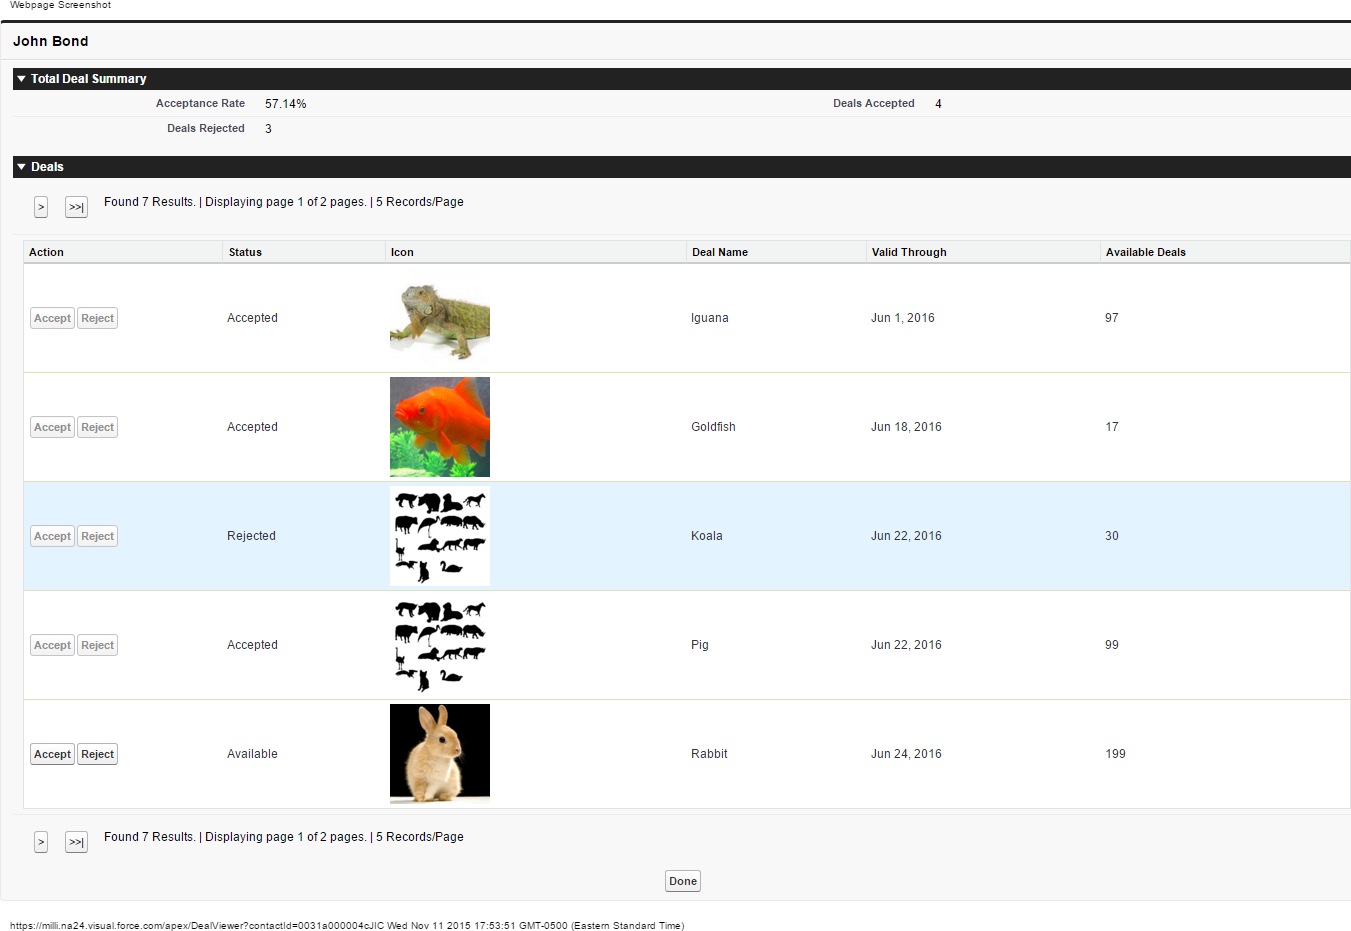 Webpage Screenshot
John Bond
Total Deal Summary
Acceptance Rate 57.14% Deals Accepted 4
Deals Rejected 3
Deals
> >>| Found 7 Results. | Displaying page 1 of 2 pages. | 5 Records/Page
Action Status Icon Deal Name Valid Through Available Deals
Accept Reject Accepted Iguana Jun 1, 2016 97
Accept Reject Accepted Goldfish Jun 18, 2016 17
Accept Reject Rejected Koala Jun 22, 2016 30
Accept Reject Accepted Pig Jun 22, 2016 99
Accept Reject Available Rabbit Jun 24, 2016 199
> >>| Found 7 Results. | Displaying page 1 of 2 pages. | 5 Records/Page
Done
https://milli.na24.visual.force.com/apex/DealViewer?contactId=0031a000004cJIC Wed Nov 11 2015 17:53:51 GMT-0500 (Eastern Standard Time)